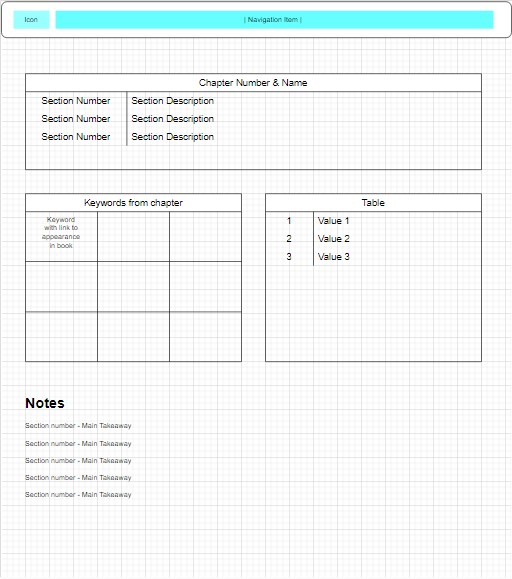 Icon
| Navigation Item |
Chapter Number & Name
Section Number Section Description
Section Number Section Description
Section Number Section Description
Keywords from chapter
Keyword
with link to
appearance
in book
Table
1 Value 1
2 Value 2
3 Value 3
Notes
Section number - Main Takeaway
Section number - Main Takeaway
Section number - Main Takeaway
Section number - Main Takeaway
Section number - Main Takeaway